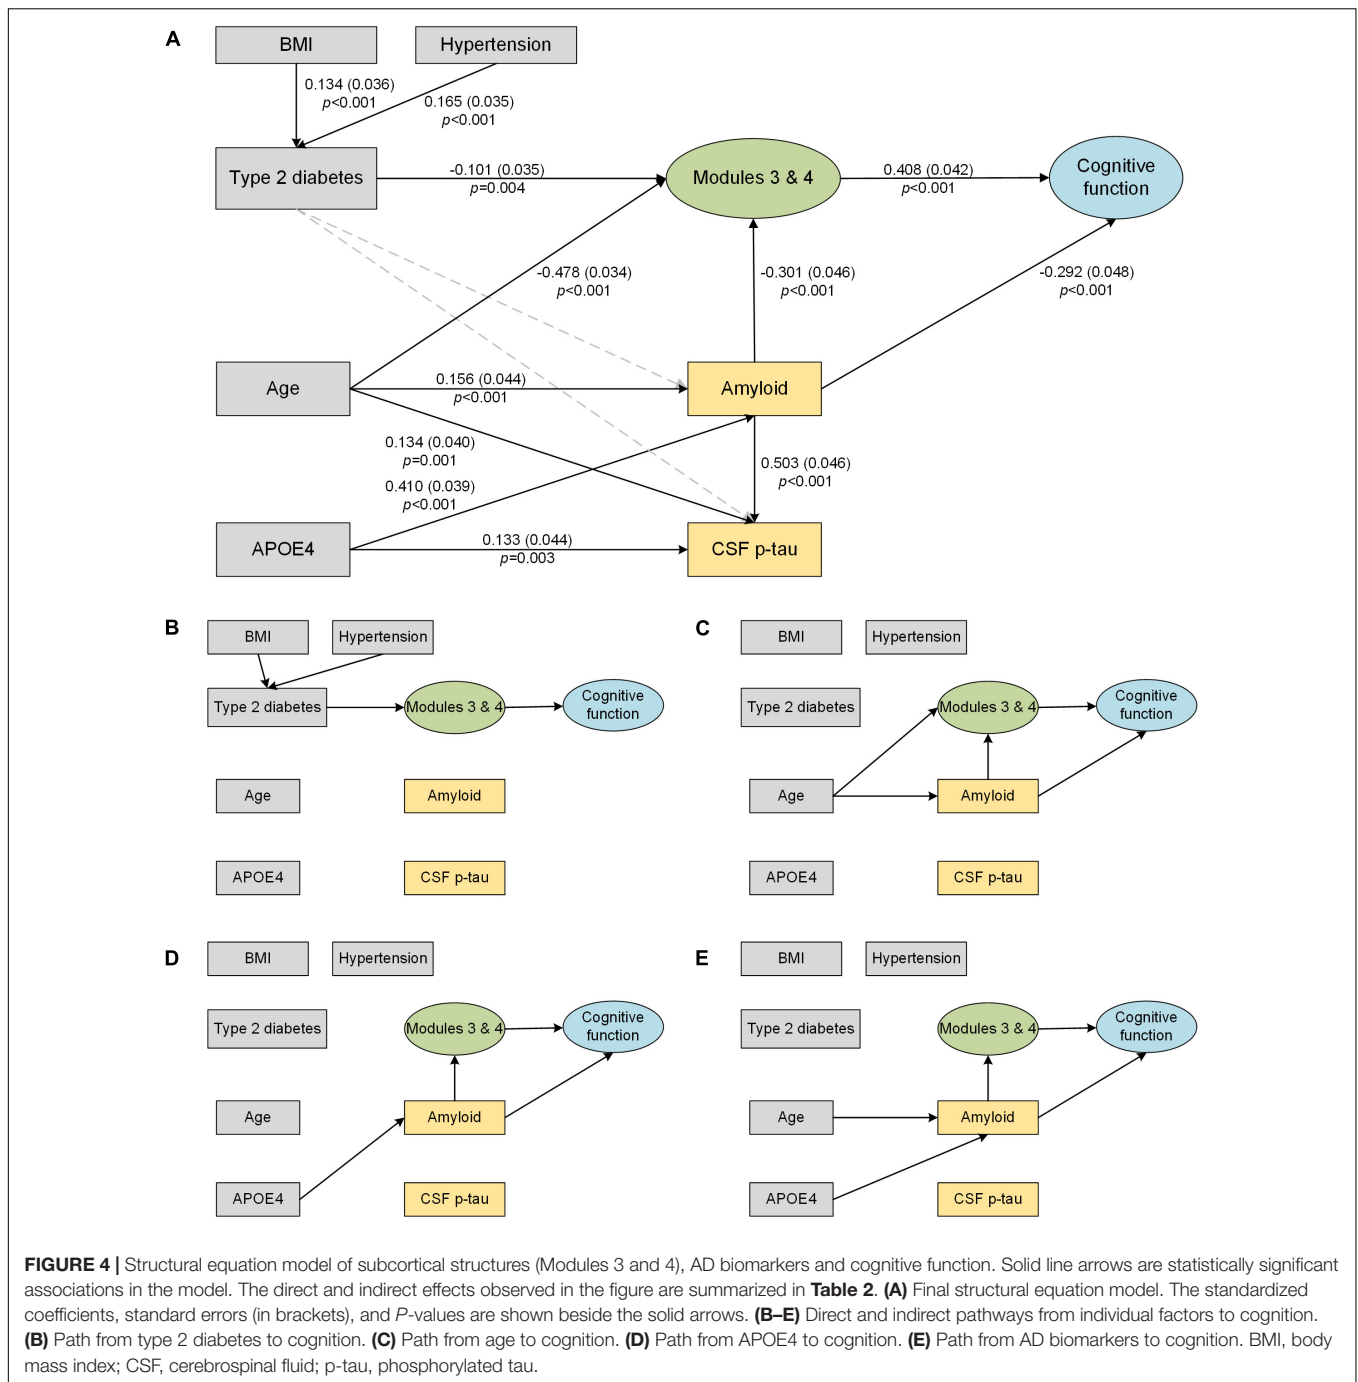 A
BMI
Hypertension
0.134 (0.036)
p<0.001
0.165 (0.035)
p<0.001
Type 2 diabetes
-0.101 (0.035)
p=0.004
Modules 3 & 4
0.408 (0.042)
p<0.001
Cognitive
function
-0.478 (0.034)
p<0.001
-0.301 (0.046)
p<0.001
-0.292 (0.048)
p<0.001
Age
0.156 (0.044)
p<0.001
Amyloid
0.134 (0.040)
p=0.001
0.410 (0.039)
p<0.001
0.503 (0.046)
p<0.001
APOE4
0.133 (0.044)
p=0.003
CSF p-tau
B
BMI
Hypertension
Type 2 diabetes
Modules 3 & 4
Cognitive
function
Age
Amyloid
APOE4
CSF p-tau
C
BMI
Hypertension
Type 2 diabetes
Modules 3 & 4
Cognitive
function
Age
Amyloid
APOE4
CSF p-tau
D
BMI
Hypertension
Type 2 diabetes
Modules 3 & 4
Cognitive
function
Age
Amyloid
APOE4
CSF p-tau
E
BMI
Hypertension
Type 2 diabetes
Modules 3 & 4
Cognitive
function
Age
Amyloid
APOE4
CSF p-tau
FIGURE 4 | Structural equation model of subcortical structures (Modules 3 and 4), AD biomarkers and cognitive function. Solid line arrows are statistically significant
associations in the model. The direct and indirect effects observed in the figure are summarized in Table 2. (A) Final structural equation model. The standardized
coefficients, standard errors (in brackets), and P-values are shown beside the solid arrows. (B–E) Direct and indirect pathways from individual factors to cognition.
(B) Path from type 2 diabetes to cognition. (C) Path from age to cognition. (D) Path from APOE4 to cognition. (E) Path from AD biomarkers to cognition. BMI, body
mass index; CSF, cerebrospinal fluid; p-tau, phosphorylated tau.